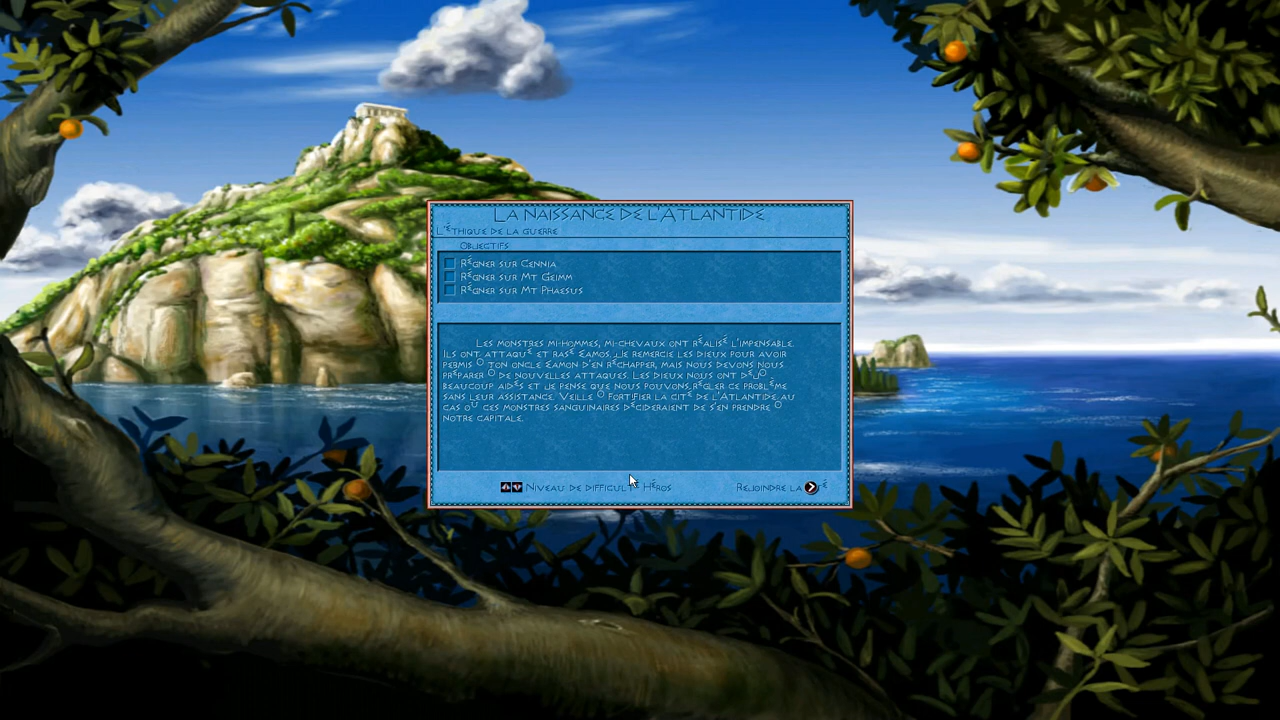 La naissance de l'Atlantide
L'éthique de la guerre
Objectifs
Régner sur Cennia
Régner sur Mt Geimm
Régner sur Mt Phaesus
Les monstres mi-hommes, mi-chevaux ont réalisé l'impensable.
Ils ont attaqué et rasé Eamos. Je remercie les dieux pour avoir
permis à ton oncle Eamon d'en réchapper, mais nous devons nous
préparer à de nouvelles attaques. Les dieux nous ont déjà
beaucoup aidés et je pense que nous pouvons régler ce problème
sans leur assistance. Veille à fortifier la cité de l'Atlantide au
cas où ces monstres sanguinaires décideraient de s'en prendre à
notre capitale.
Niveau de difficulté Héros
Rejoindre la